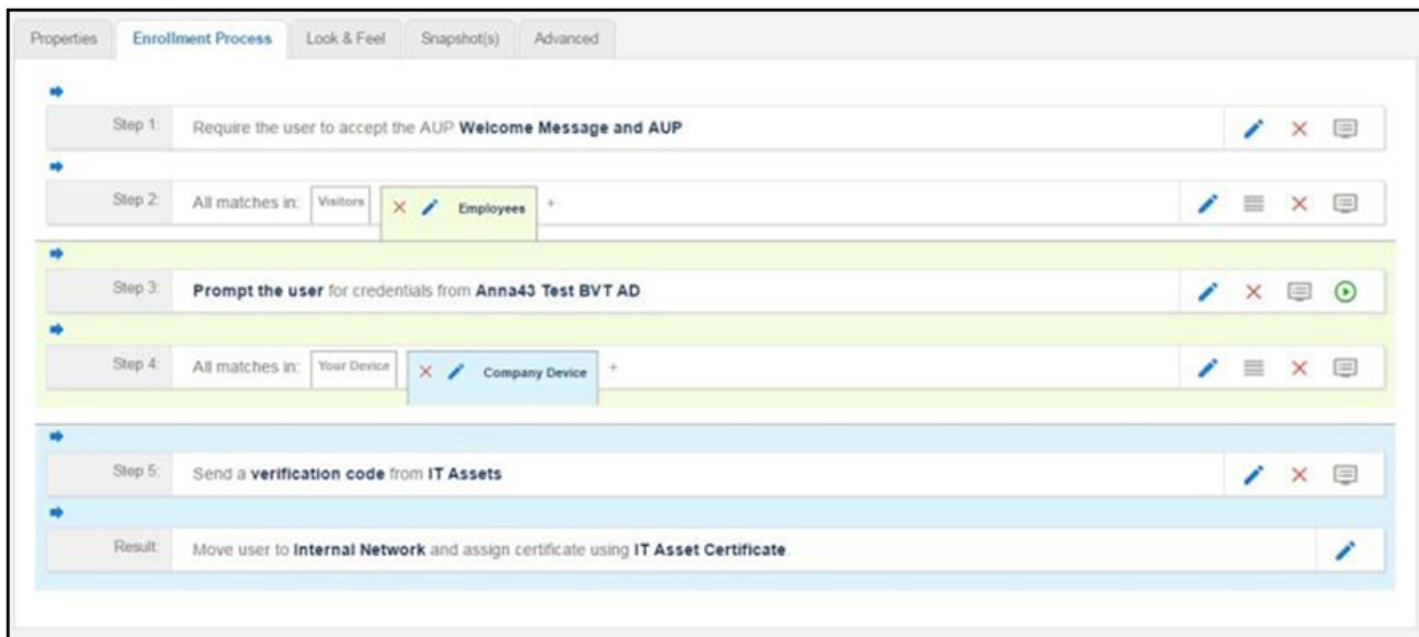 Properties Enrollment Process Look & Feel Snapshot(s) Advanced
Step 1: Require the user to accept the AUP Welcome Message and AUP
Step 2: All matches in: Visitors Employees +
Step 3: Prompt the user for credentials from Anna43 Test BVT AD
Step 4: All matches in: Your Device Company Device +
Step 5: Send a verification code from IT Assets
Result: Move user to Internal Network and assign certificate using IT Asset Certificate.